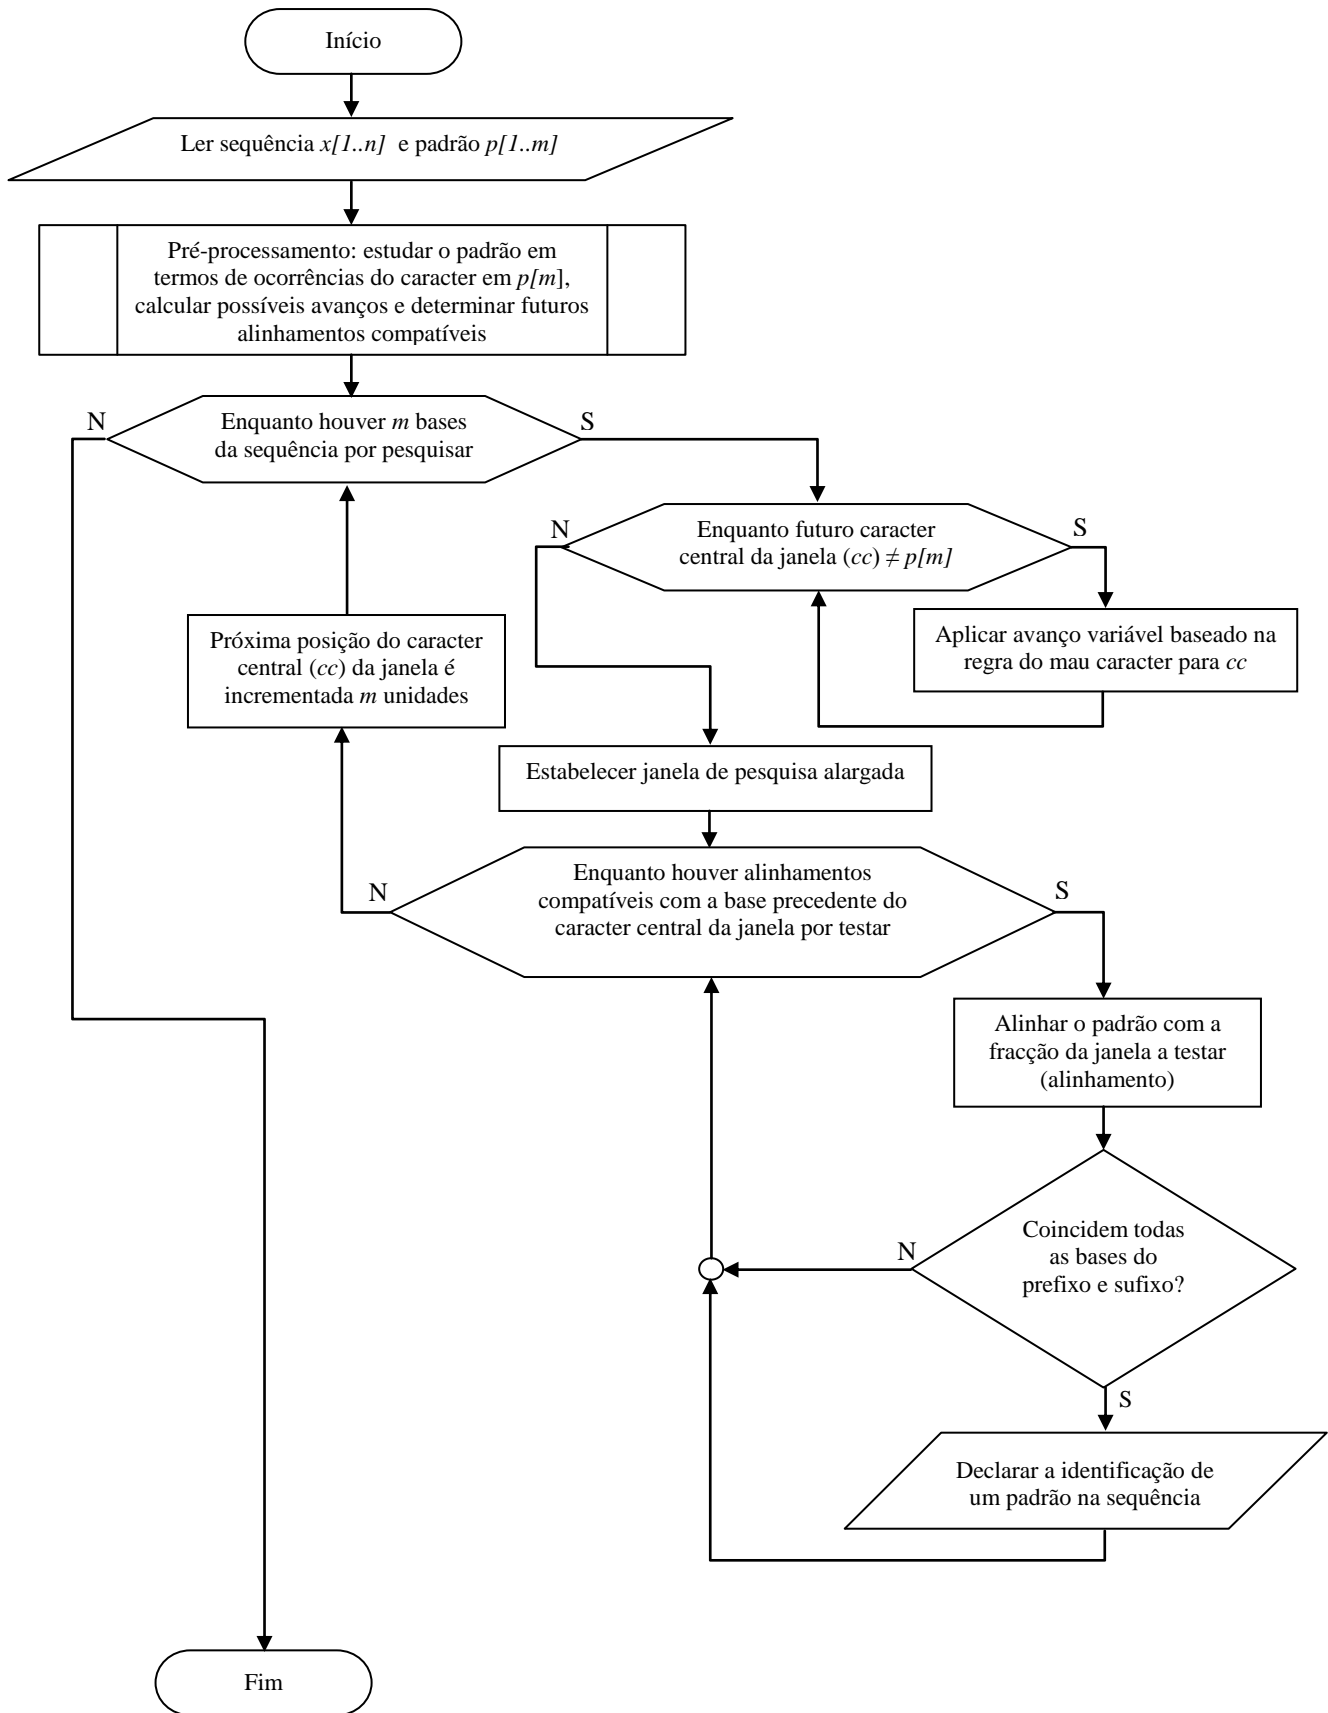 Início
Ler sequência x[1..n] e padrão p[1..m]
Pré-processamento: estudar o padrão em
termos de ocorrências do caracter em p[m],
calcular possíveis avanços e determinar futuros
alinhamentos compatíveis
N
Enquanto houver m bases
da sequência por pesquisar
S
N
Enquanto futuro caracter
central da janela (cc) ≠ p[m]
S
Aplicar avanço variável baseado na
regra do mau caracter para cc
Próxima posição do caracter
central (cc) da janela é
incrementada m unidades
Estabelecer janela de pesquisa alargada
N
Enquanto houver alinhamentos
compatíveis com a base precedente do
caracter central da janela por testar
S
Alinhar o padrão com a
fracção da janela a testar
(alinhamento)
N
Coincidem todas
as bases do
prefixo e sufixo?
S
Declarar a identificação de
um padrão na sequência
Fim